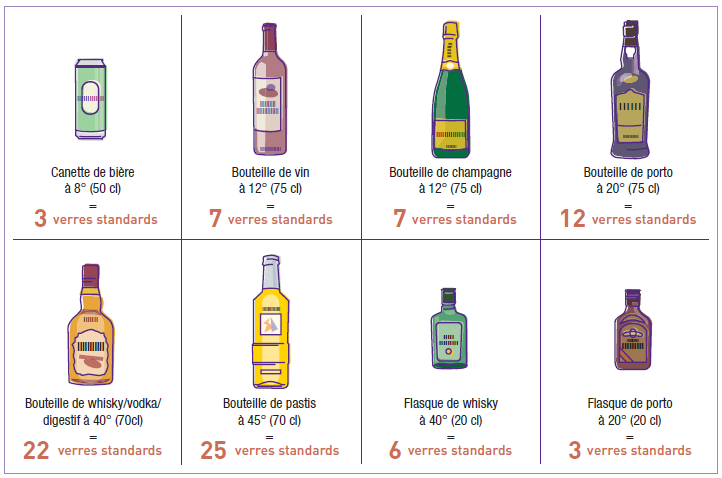 Canette de bière
à 8° (50 cl)
=
3 verres standards
Bouteille de vin
à 12° (75 cl)
=
7 verres standards
Bouteille de champagne
à 12° (75 cl)
=
7 verres standards
Bouteille de porto
à 20° (75 cl)
=
12 verres standards
Bouteille de whisky/vodka/
digestif à 40° (70cl)
=
22 verres standards
Bouteille de pastis
à 45° (70 cl)
=
25 verres standards
Flasque de whisky
à 40° (20 cl)
=
6 verres standards
Flasque de porto
à 20° (20 cl)
=
3 verres standards